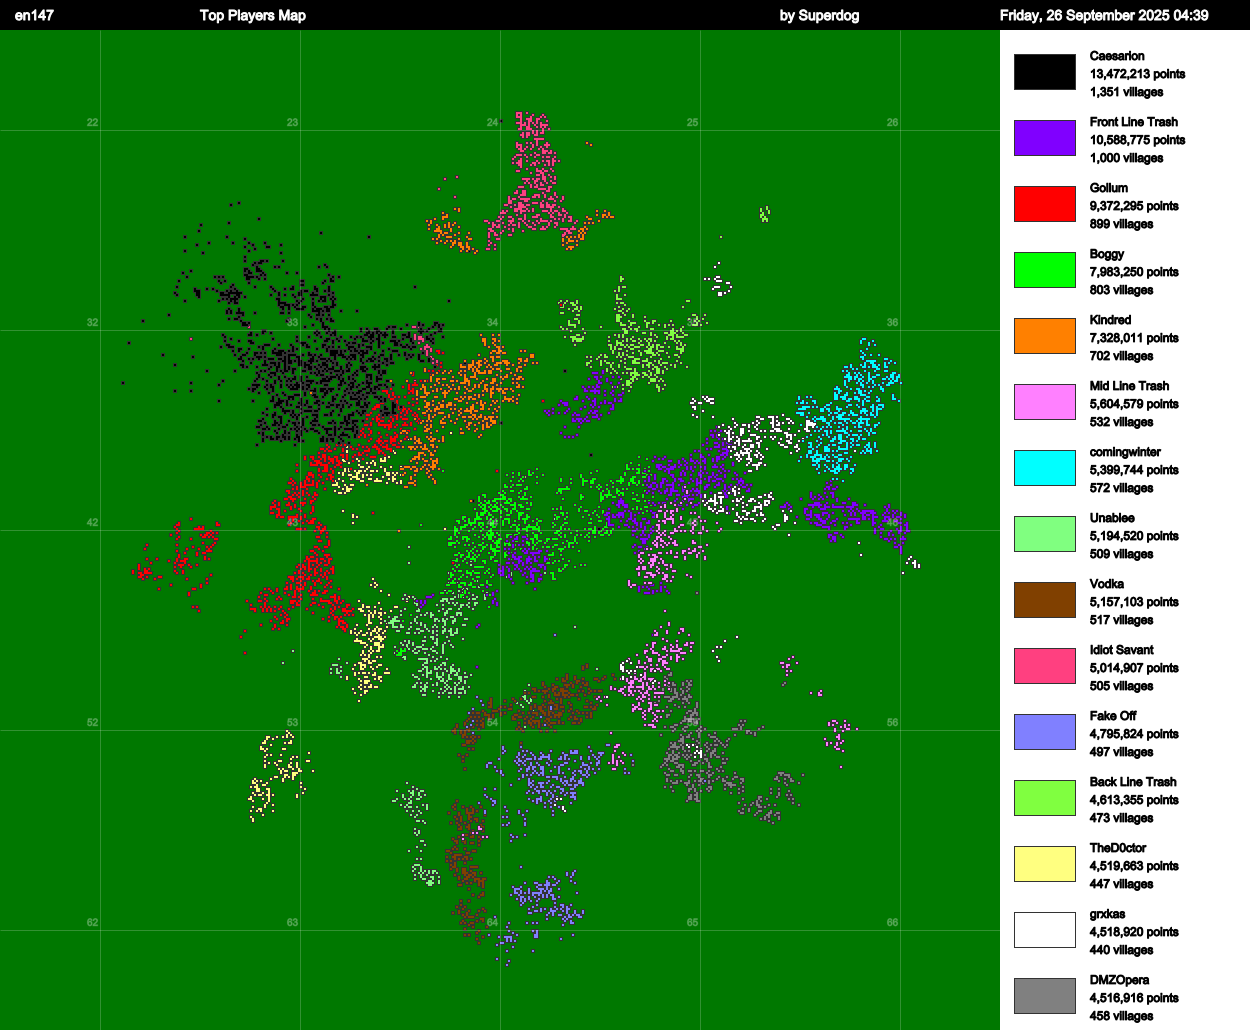 en147 Top Players Map by Superdog Friday, 26 September 2025 04:39
Caesarion
13,472,213 points
1,351 villages
Front Line Trash
10,588,775 points
1,000 villages
Gollum
9,372,295 points
899 villages
Boggy
7,983,250 points
803 villages
Kindred
7,328,011 points
702 villages
Mid Line Trash
5,604,579 points
532 villages
comingwinter
5,399,744 points
572 villages
Unablee
5,194,520 points
509 villages
Vodka
5,157,103 points
517 villages
Idiot Savant
5,014,907 points
505 villages
Fake Off
4,795,824 points
497 villages
Back Line Trash
4,613,355 points
473 villages
TheD0ctor
4,519,663 points
447 villages
grxkas
4,518,920 points
440 villages
DMZOpera
4,516,916 points
458 villages
22 23 24 25 26
32 33 34 36
42 43 45 46
52 53 54 56
62 63 64 65 66